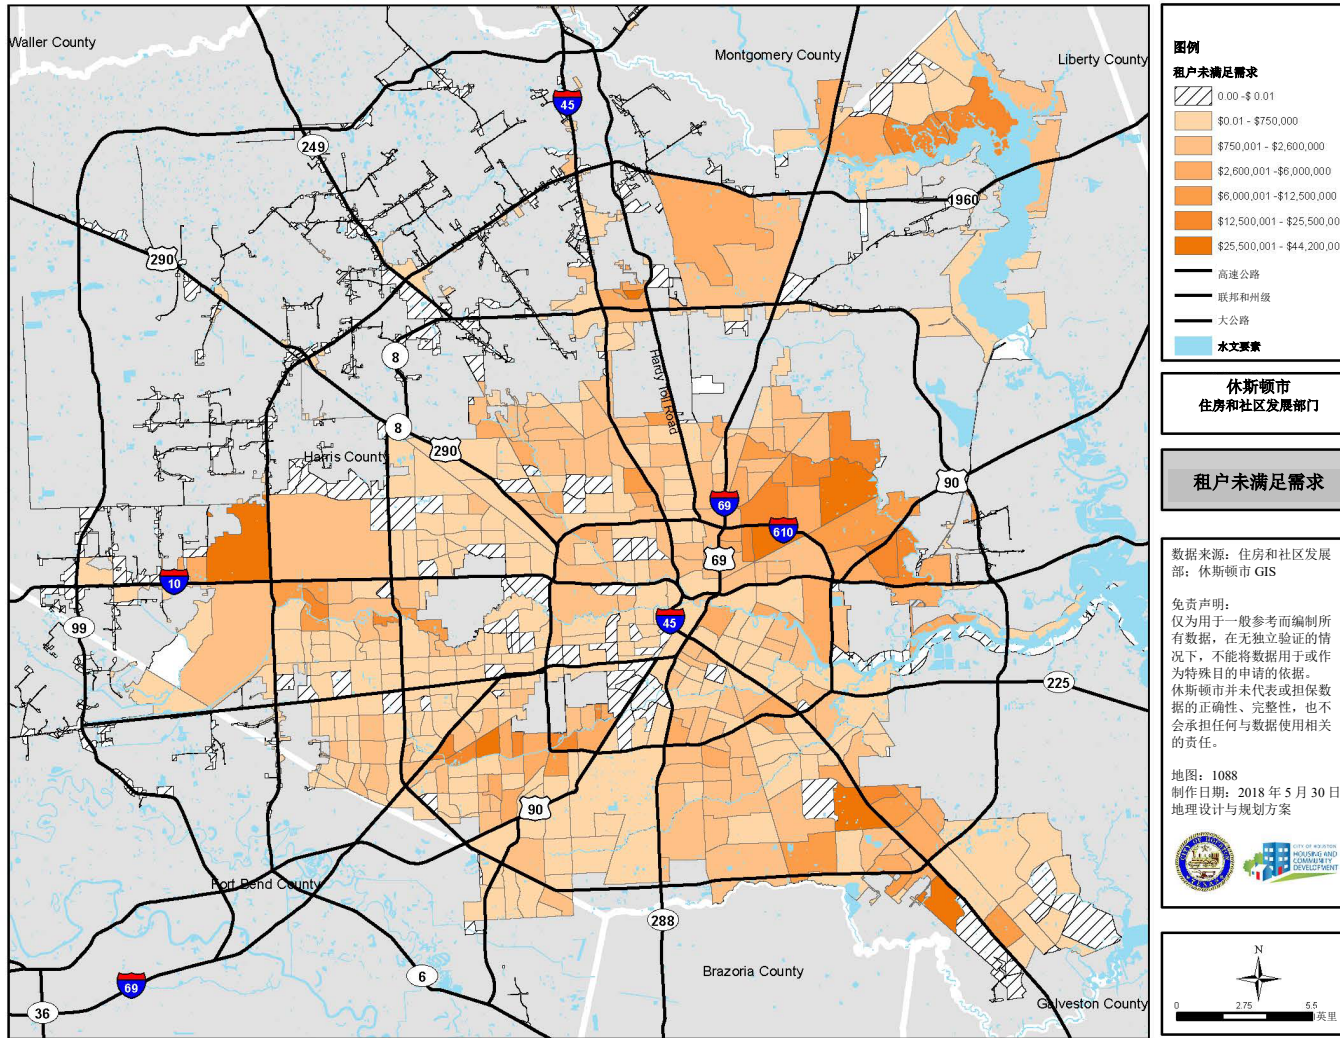 Waller County
Montgomery County
Liberty County
45
249
1960
290
8
Hardy Toll Road
8
290
Harris County
90
69
610
69
10
45
99
225
90
Fort Bend County
288
6
Brazoria County
69
36
Galveston County
图例
租户未满足需求
0.00 -$ 0.01
$0.01 - $750,000
$750,001 - $2,600,000
$2,600,001 -$6,000,000
$6,000,001 -$12,500,000
$12,500,001 - $25,500,00
$25,500,001 - $44,200,00
高速公路
联邦和州级
大公路
水文要素
休斯顿市
住房和社区发展部门
租户未满足需求
数据来源：住房和社区发展
部；休斯顿市 GIS
免责声明：
仅为用于一般参考而编制所
有数据，在无独立验证的情
况下，不能将数据用于或作
为特殊目的申请的依据。
休斯顿市并未代表或担保数
据的正确性、完整性，也不
会承担任何与数据使用相关
的责任。
地图：1088
制作日期：2018 年 5 月 30 日
地理设计与规划方案
CITY OF HOUSTON
TEXAS
CITY OF HOUSTON
HOUSING AND
COMMUNITY
DEVELOPMENT
N
0 2.75 5.5
英里